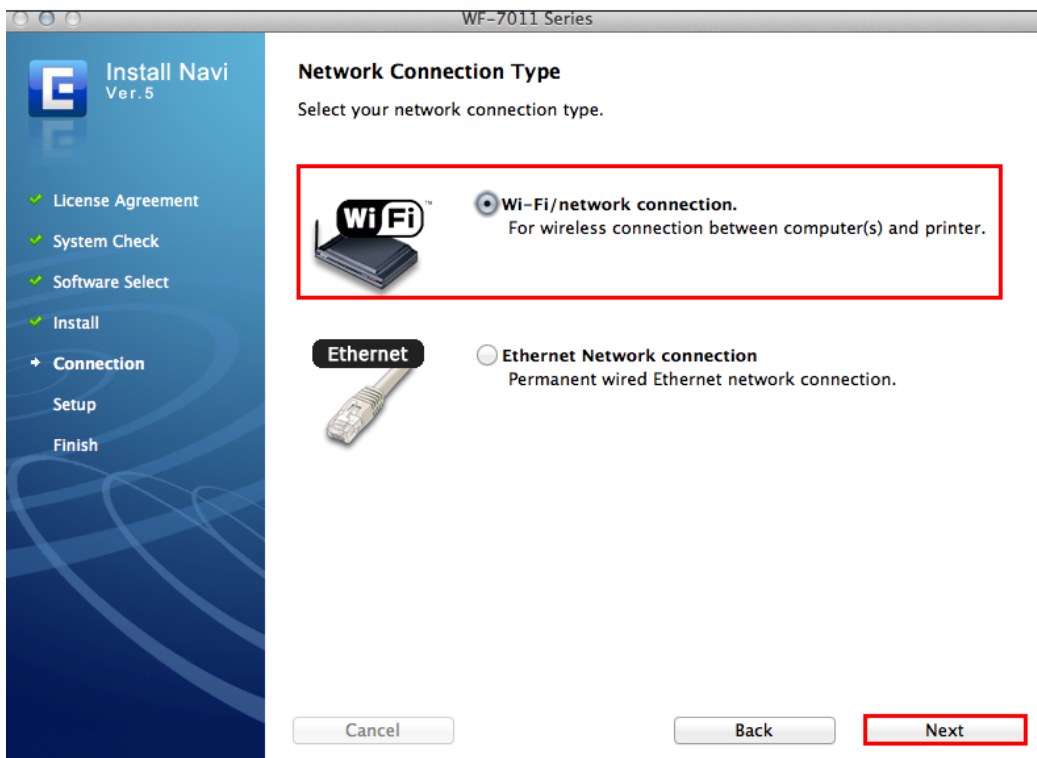 WF-7011 Series
Install Navi
Ver.5
License Agreement
System Check
Software Select
Install
Connection
Setup
Finish
Network Connection Type
Select your network connection type.
Wi Fi ™
Wi-Fi/network connection.
For wireless connection between computer(s) and printer.
Ethernet
Ethernet Network connection
Permanent wired Ethernet network connection.
Cancel
Back
Next